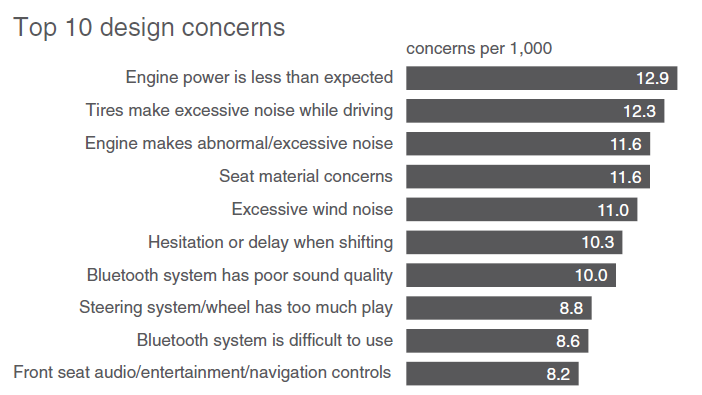 Top 10 design concerns
concerns per 1,000
Engine power is less than expected 12.9
Tires make excessive noise while driving 12.3
Engine makes abnormal/excessive noise 11.6
Seat material concerns 11.6
Excessive wind noise 11.0
Hesitation or delay when shifting 10.3
Bluetooth system has poor sound quality 10.0
Steering system/wheel has too much play 8.8
Bluetooth system is difficult to use 8.6
Front seat audio/entertainment/navigation controls 8.2